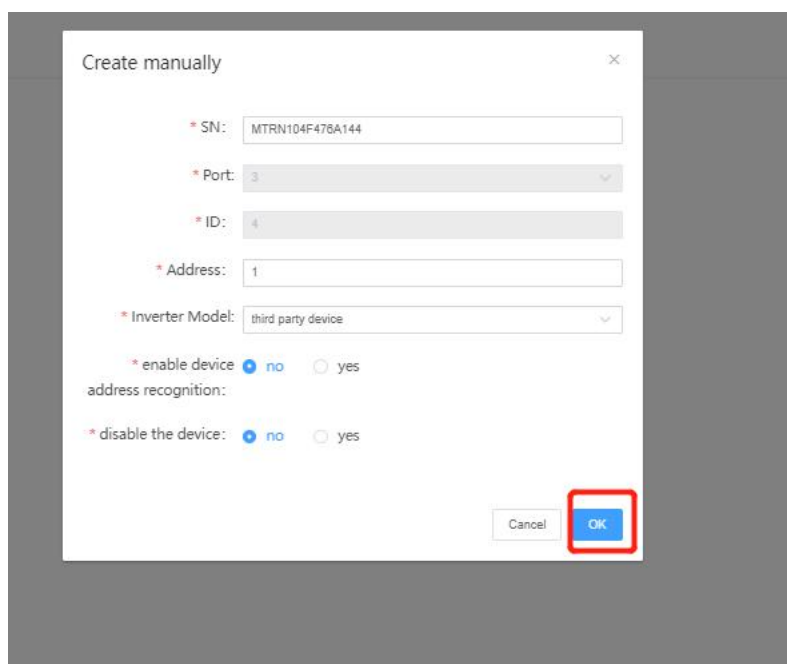 Create manually
* SN: MTRN104F476A144
* Port: 3
* ID: 4
* Address: 1
* Inverter Model: third party device
* enable device address recognition: no yes
* disable the device: no yes
Cancel OK